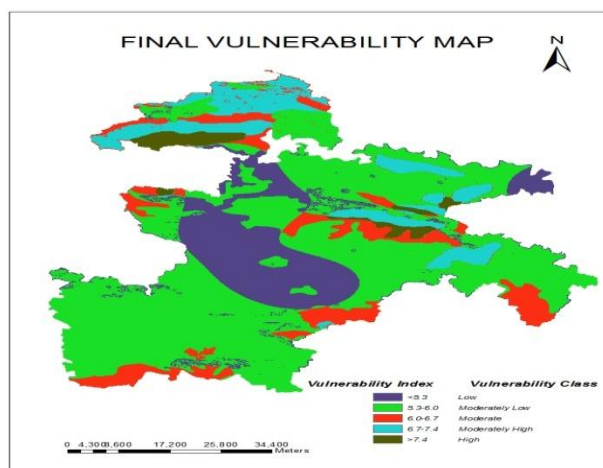 FINAL VULNERABILITY MAP
N
Vulnerability Index Vulnerability Class
<5.3 Low
5.3-6.0 Moderately Low
6.0-6.7 Moderate
6.7-7.4 Moderately High
>7.4 High
0 4,300 8,600 17,200 25,800 34,400
Meters